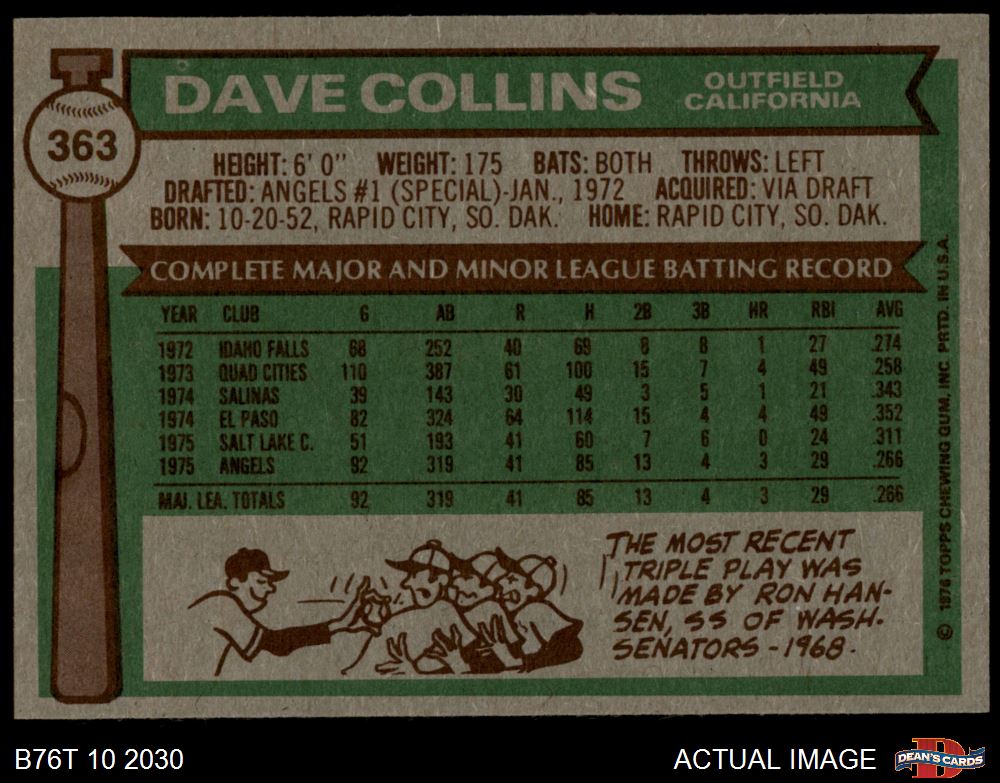 DAVE COLLINS
OUTFIELD
CALIFORNIA
363
HEIGHT: 6' 0" WEIGHT: 175 BATS: BOTH THROWS: LEFT
DRAFTED: ANGELS #1 (SPECIAL)-JAN., 1972 ACQUIRED: VIA DRAFT
BORN: 10-20-52, RAPID CITY, SO. DAK. HOME: RAPID CITY, SO. DAK.
COMPLETE MAJOR AND MINOR LEAGUE BATTING RECORD
YEAR CLUB G AB R H 2B 3B HR RBI AVG
1972 IDAHO FALLS 68 252 40 69 8 8 1 27 .274
1973 QUAD CITIES 110 387 61 100 15 7 4 49 .258
1974 SALINAS 39 143 30 49 3 5 1 21 .343
1974 EL PASO 82 324 64 114 15 4 4 49 .352
1975 SALT LAKE C. 51 193 41 60 7 6 0 24 .311
1975 ANGELS 92 319 41 85 13 4 3 29 .266
MAJ. LEA. TOTALS 92 319 41 85 13 4 3 29 .266
THE MOST RECENT
TRIPLE PLAY WAS
MADE BY RON HAN-
SEN, SS OF WASH.
SENATORS - 1968.
© 1976 TOPPS CHEWING GUM, INC. PRTD. IN U.S.A.
B76T 10 2030
ACTUAL IMAGE
D
DEAN'S CARDS